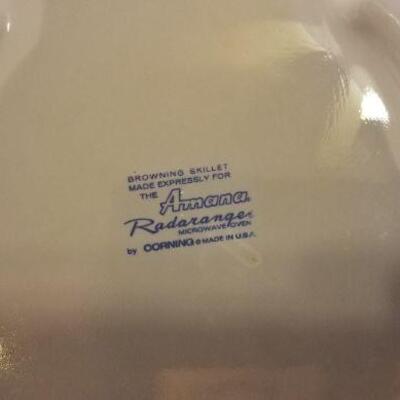 BROWNING SKILLET
MADE EXPRESSLY FOR
THE Amana®
Radarange®
MICROWAVE OVEN
by CORNING ® MADE IN U.S.A.